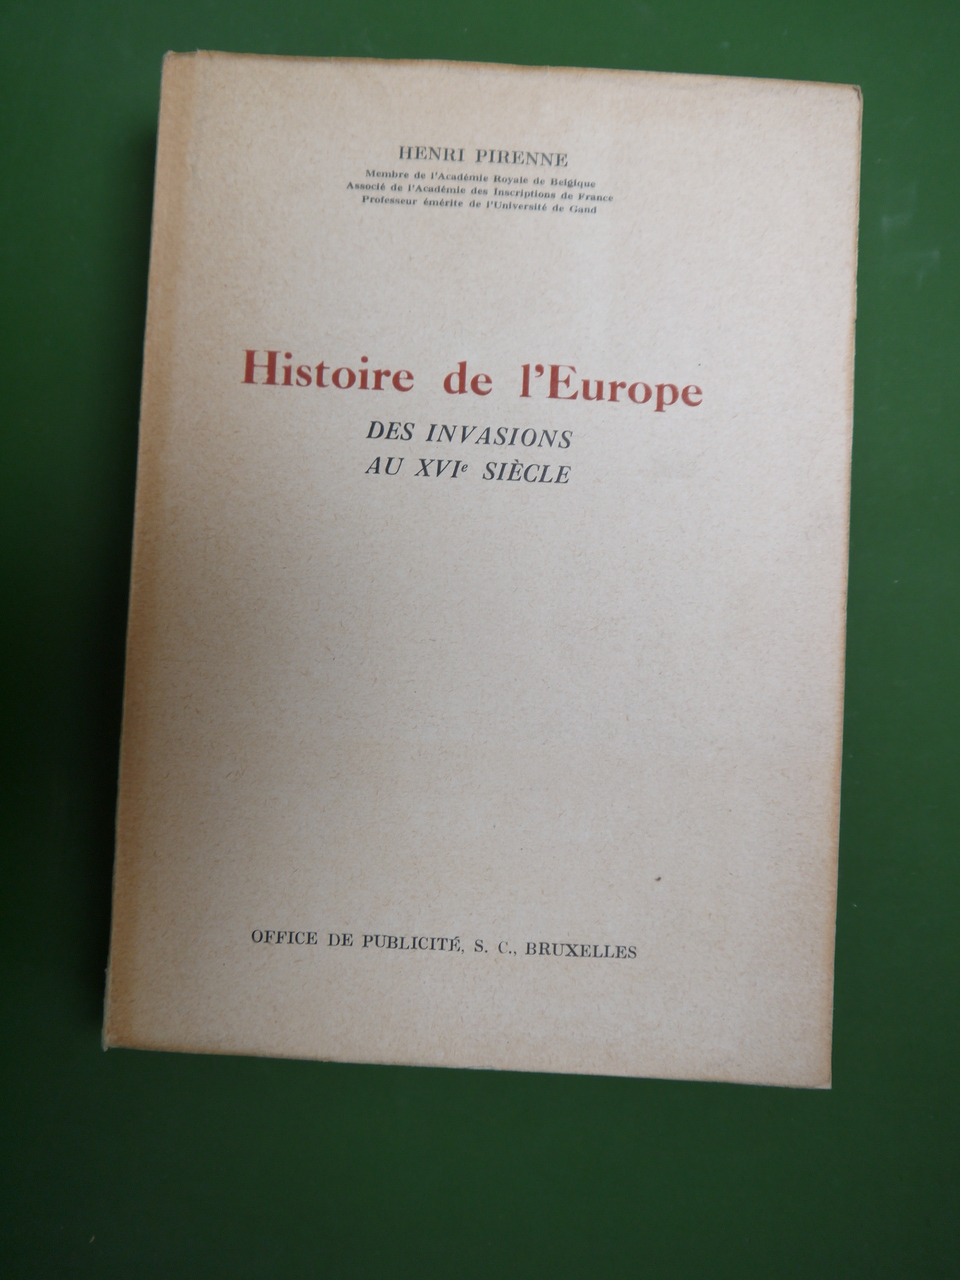 HENRI PIRENNE
Membre de l'Académie Royale de Belgique
Associé de l'Académie des Inscriptions de France
Professeur émérite de l'Université de Gand
Histoire de l'Europe
DES INVASIONS
AU XVIe SIÈCLE
OFFICE DE PUBLICITÉ, S. C., BRUXELLES